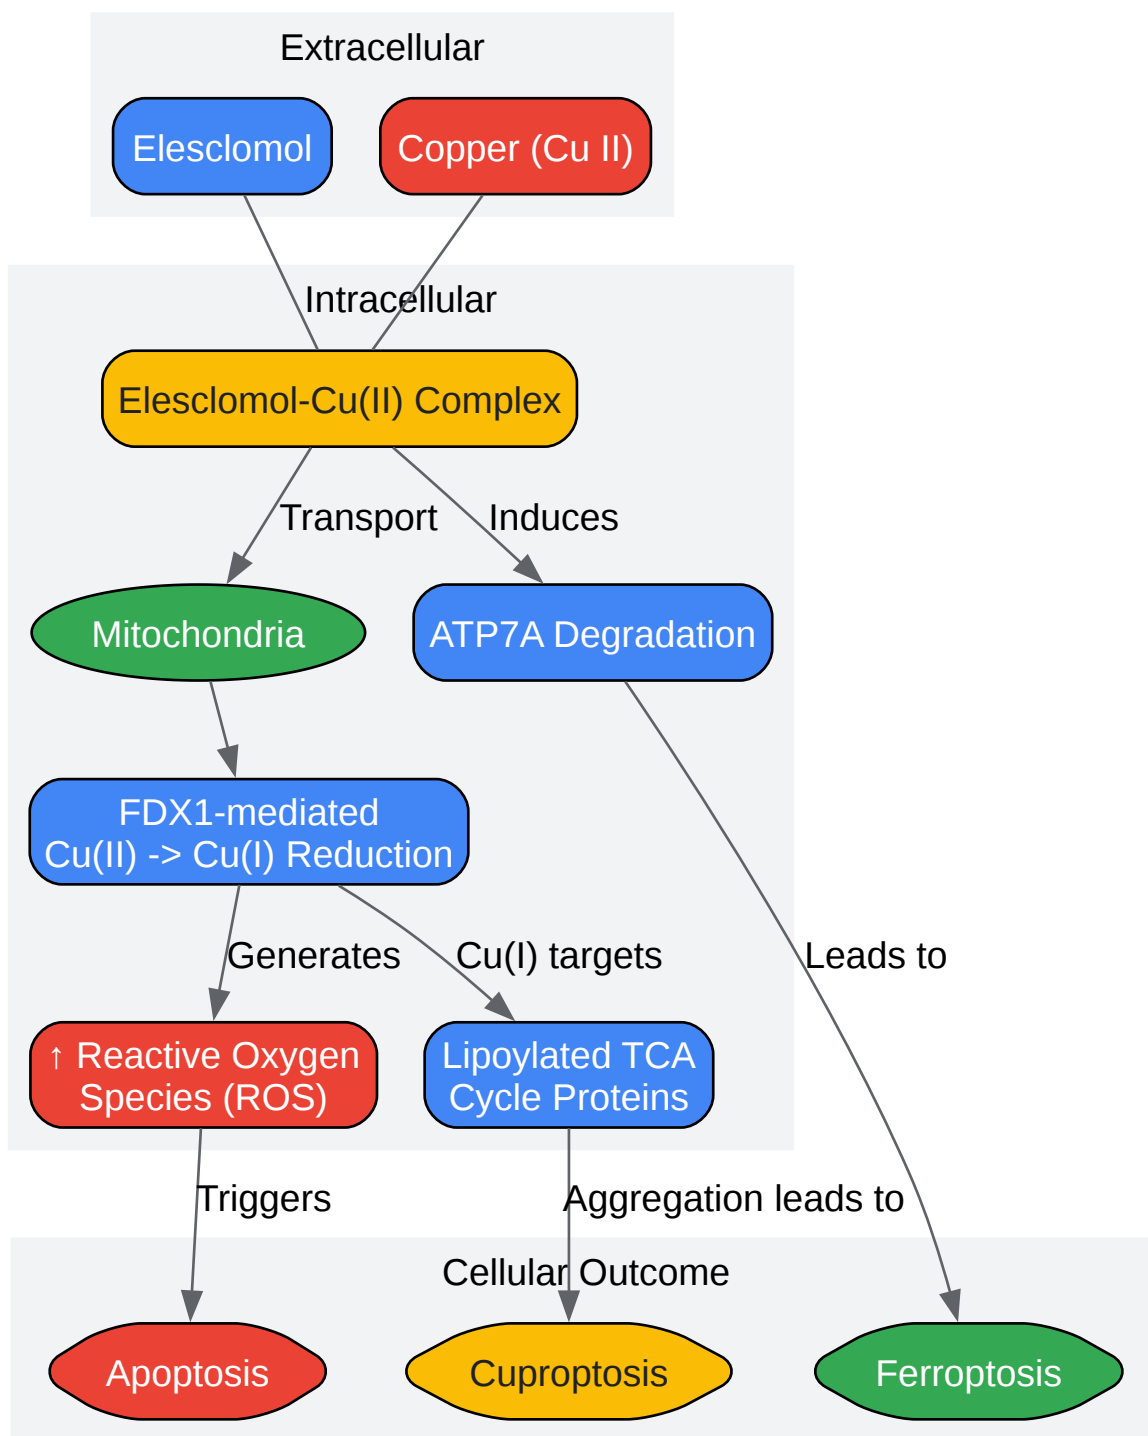 Extracellular
Elesclomol
Copper (Cu II)
Intracellular
Elesclomol-Cu(II) Complex
Transport
Induces
Mitochondria
ATP7A Degradation
FDX1-mediated
Cu(II) -> Cu(I) Reduction
Generates
Cu(I) targets
Leads to
↑ Reactive Oxygen
Species (ROS)
Lipoylated TCA
Cycle Proteins
Triggers
Aggregation leads to
Cellular Outcome
Apoptosis
Cuproptosis
Ferroptosis